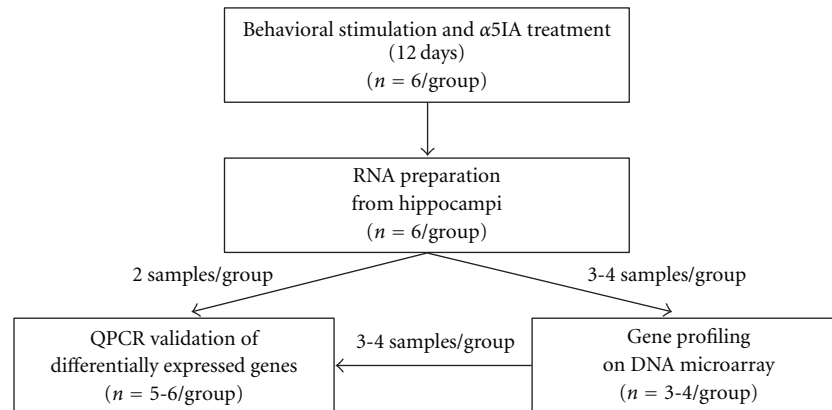 Behavioral stimulation and α5IA treatment
(12 days)
(n = 6/group)
RNA preparation
from hippocampi
(n = 6/group)
2 samples/group
3-4 samples/group
QPCR validation of
differentially expressed genes
(n = 5-6/group)
3-4 samples/group
Gene profiling
on DNA microarray
(n = 3-4/group)